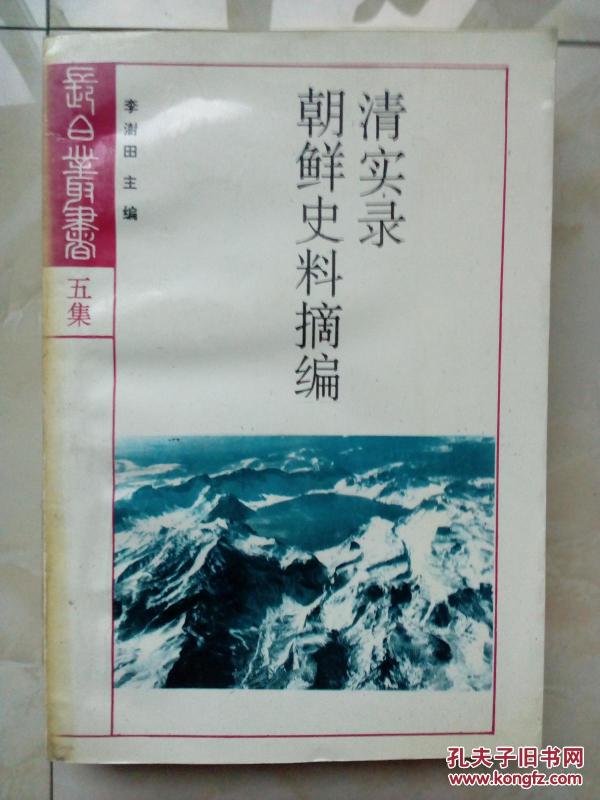 清实录
朝鲜史料摘编
李澍田 主编
長白叢書
五集
孔夫子旧书网
www.kongfz.com